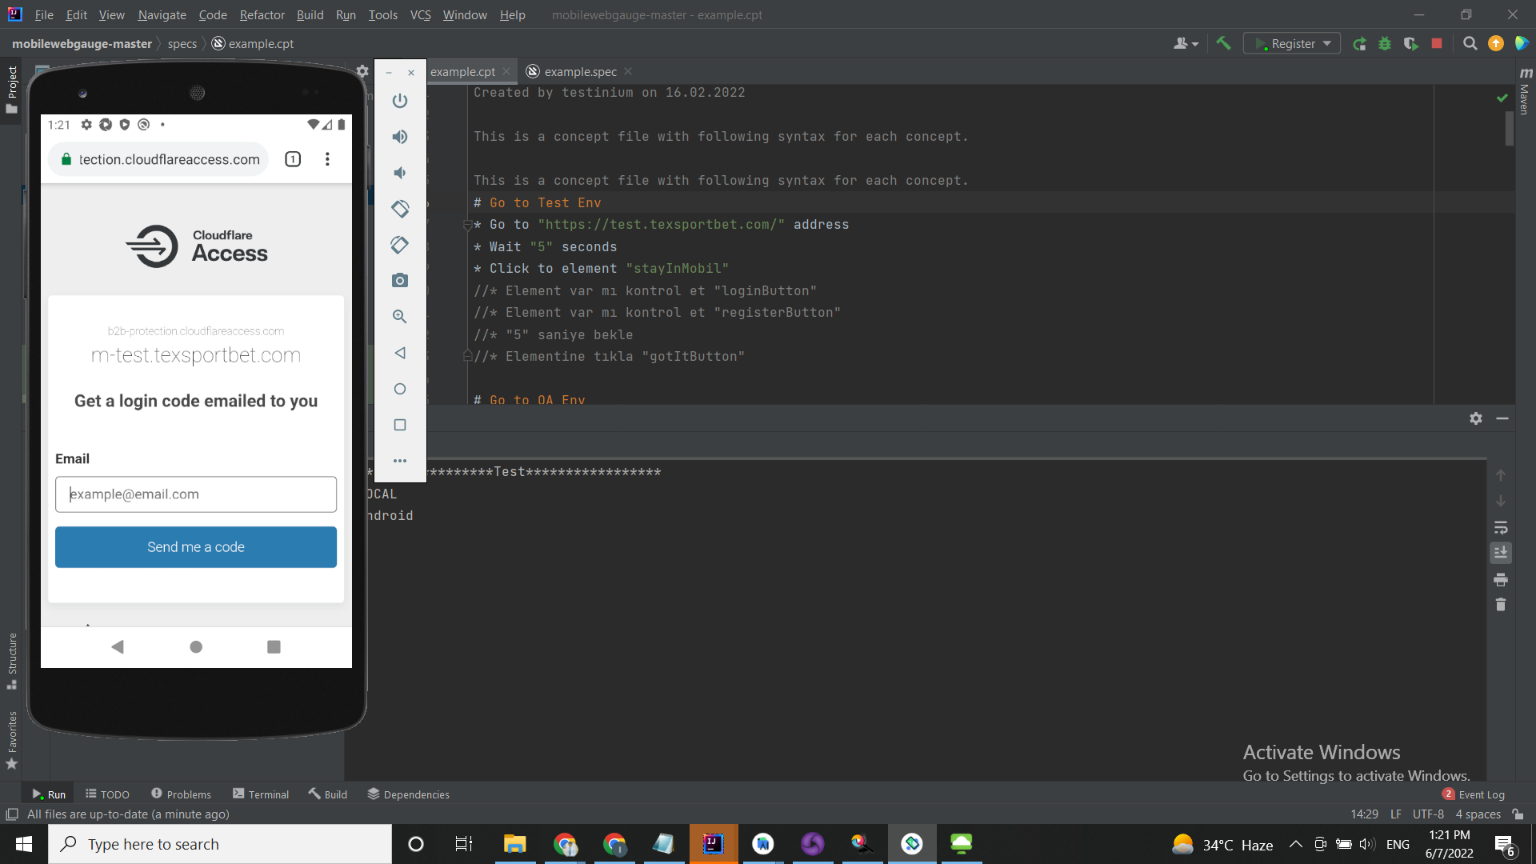 File Edit View Navigate Code Refactor Build Run Tools VCS Window Help mobilewebgauge-master - example.cpt
mobilewebgauge-master specs example.cpt Register
Project
Structure
Favorites
Maven
example.cpt example.spec
1:21
tection.cloudflareaccess.com 1
Cloudflare
Access
b2b-protection.cloudflareaccess.com
m-test.texsportbet.com
Get a login code emailed to you
Email
example@email.com
Send me a code
Created by testinium on 16.02.2022
This is a concept file with following syntax for each concept.
This is a concept file with following syntax for each concept.
# Go to Test Env
* Go to "https://test.texsportbet.com/" address
* Wait "5" seconds
* Click to element "stayInMobil"
//* Element var mı kontrol et "loginButton"
//* Element var mı kontrol et "registerButton"
//* "5" saniye bekle
//* Elementine tıkla "gotItButton"
# Go to QA Env
**********Test*****************
OCAL
ndroid
Activate Windows
Go to Settings to activate Windows.
Run TODO Problems Terminal Build Dependencies 2 Event Log
All files are up-to-date (a minute ago) 14:29 LF UTF-8 4 spaces
Type here to search 34°C Haze ENG 1:21 PM
6/7/2022 6